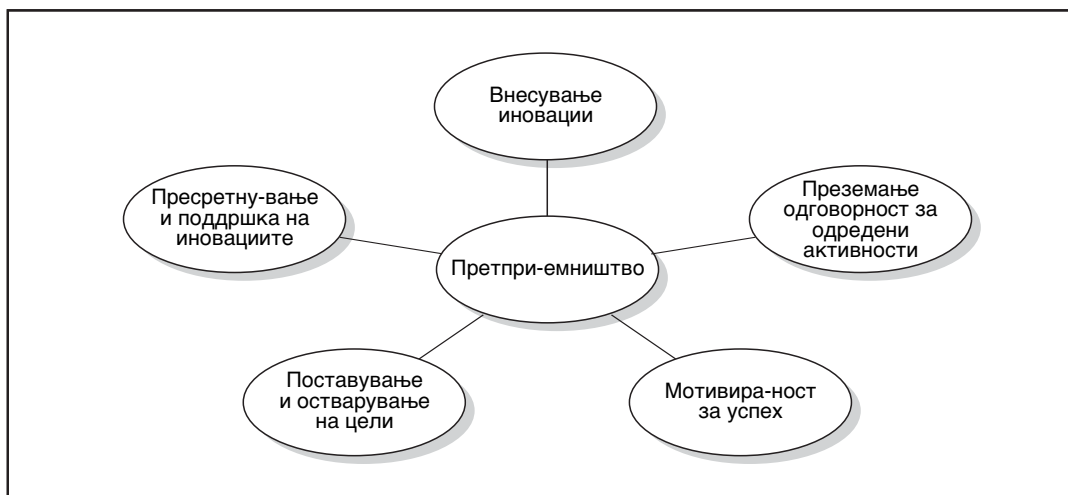 Внесување
иновации
Пресретну-вање
и поддршка на
иновациите
Преземање
одговорност за
одредени
активности
Претпри-емништво
Поставување
и остварување
на цели
Мотивира-ност
за успех